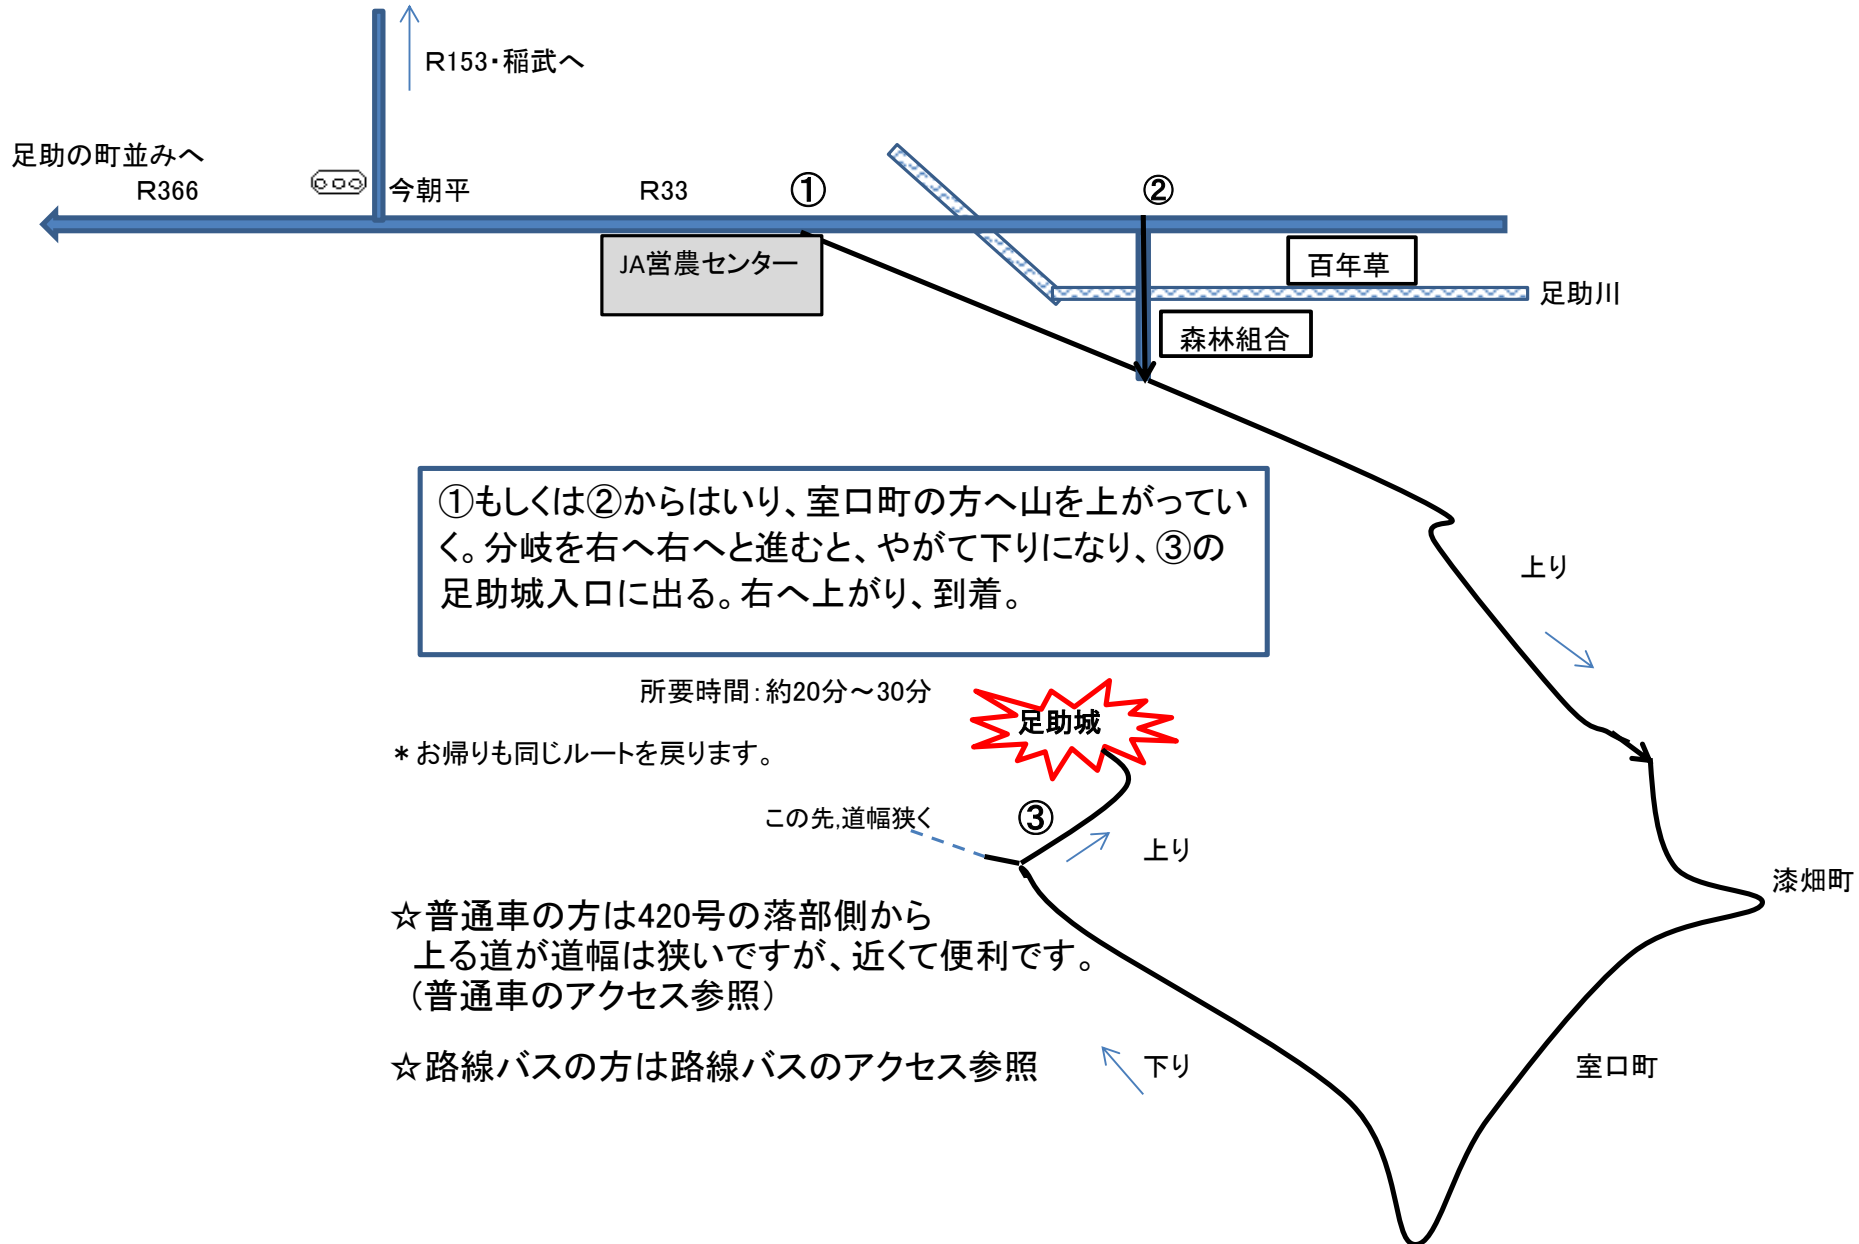 R153・稲武へ
足助の町並みへ
R366
今朝平
R33
①
②
JA営農センター
百年草
足助川
森林組合
①もしくは②からはいり、室口町の方へ山を上がってい
く。分岐を右へ右へと進むと、やがて下りになり、③の
足助城入口に出る。右へ上がり、到着。
上り
所要時間：約20分～30分
足助城
＊お帰りも同じルートを戻ります。
この先,道幅狭く
③
上り
漆畑町
☆普通車の方は420号の落部側から
上る道が道幅は狭いですが、近くて便利です。
（普通車のアクセス参照）
☆路線バスの方は路線バスのアクセス参照
下り
室口町